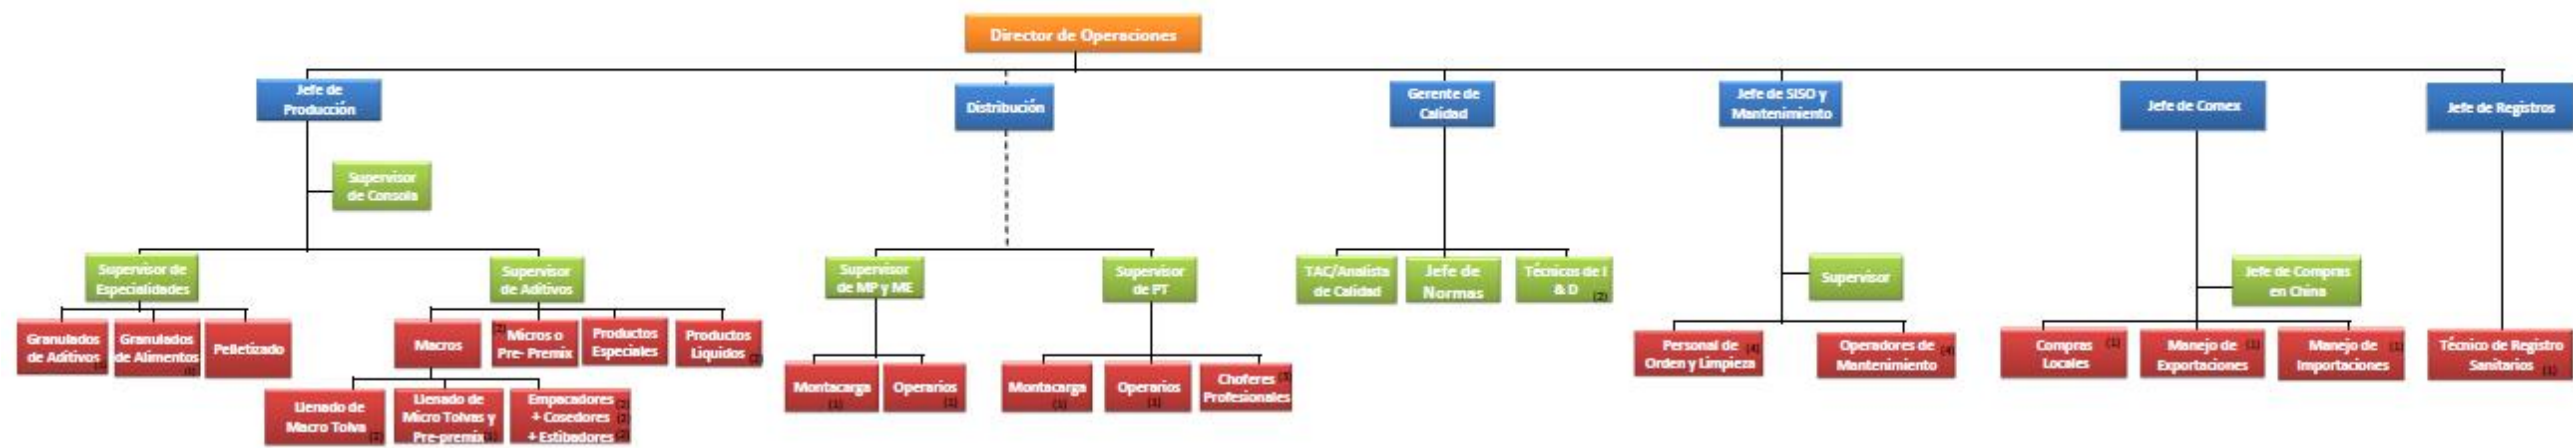 Director de Operaciones
Jefe de
Producción
Distribución
Gerente de
Calidad
Jefe de SISO y
Mantenimiento
Jefe de Comex
Jefe de Registros
Supervisor
de Consola
Supervisor de
Especialidades
Supervisor
de Aditivos
Supervisor
de MP y ME
Supervisor
de PT
TAC/Analista
de Calidad
Jefe de
Normas
Técnicos de I
& D (2)
Supervisor
Jefe de Compras
en China
Granulados
de Aditivos
Granulados
de Alimentos (1)
Pelletizado
Macros
(2) Micros o
Pre- Premix
Productos
Especiales
Productos
Liquidos
Montacarga
(1)
Operarios
(1)
Montacarga
(1)
Operarios
(1)
Choferes
Profesionales
Personal de (4)
Orden y Limpieza
Operadores de (4)
Mantenimiento
Compras (1)
Locales
Manejo de (1)
Exportaciones
Manejo de (1)
Importaciones
Técnico de Registro
Sanitarios (1)
Llenado de
Macro Tolva
Llenado de
Micro Tolvas y
Pre-premix
Empacadores (2)
+ Cosedores (2)
+ Estibadores (2)